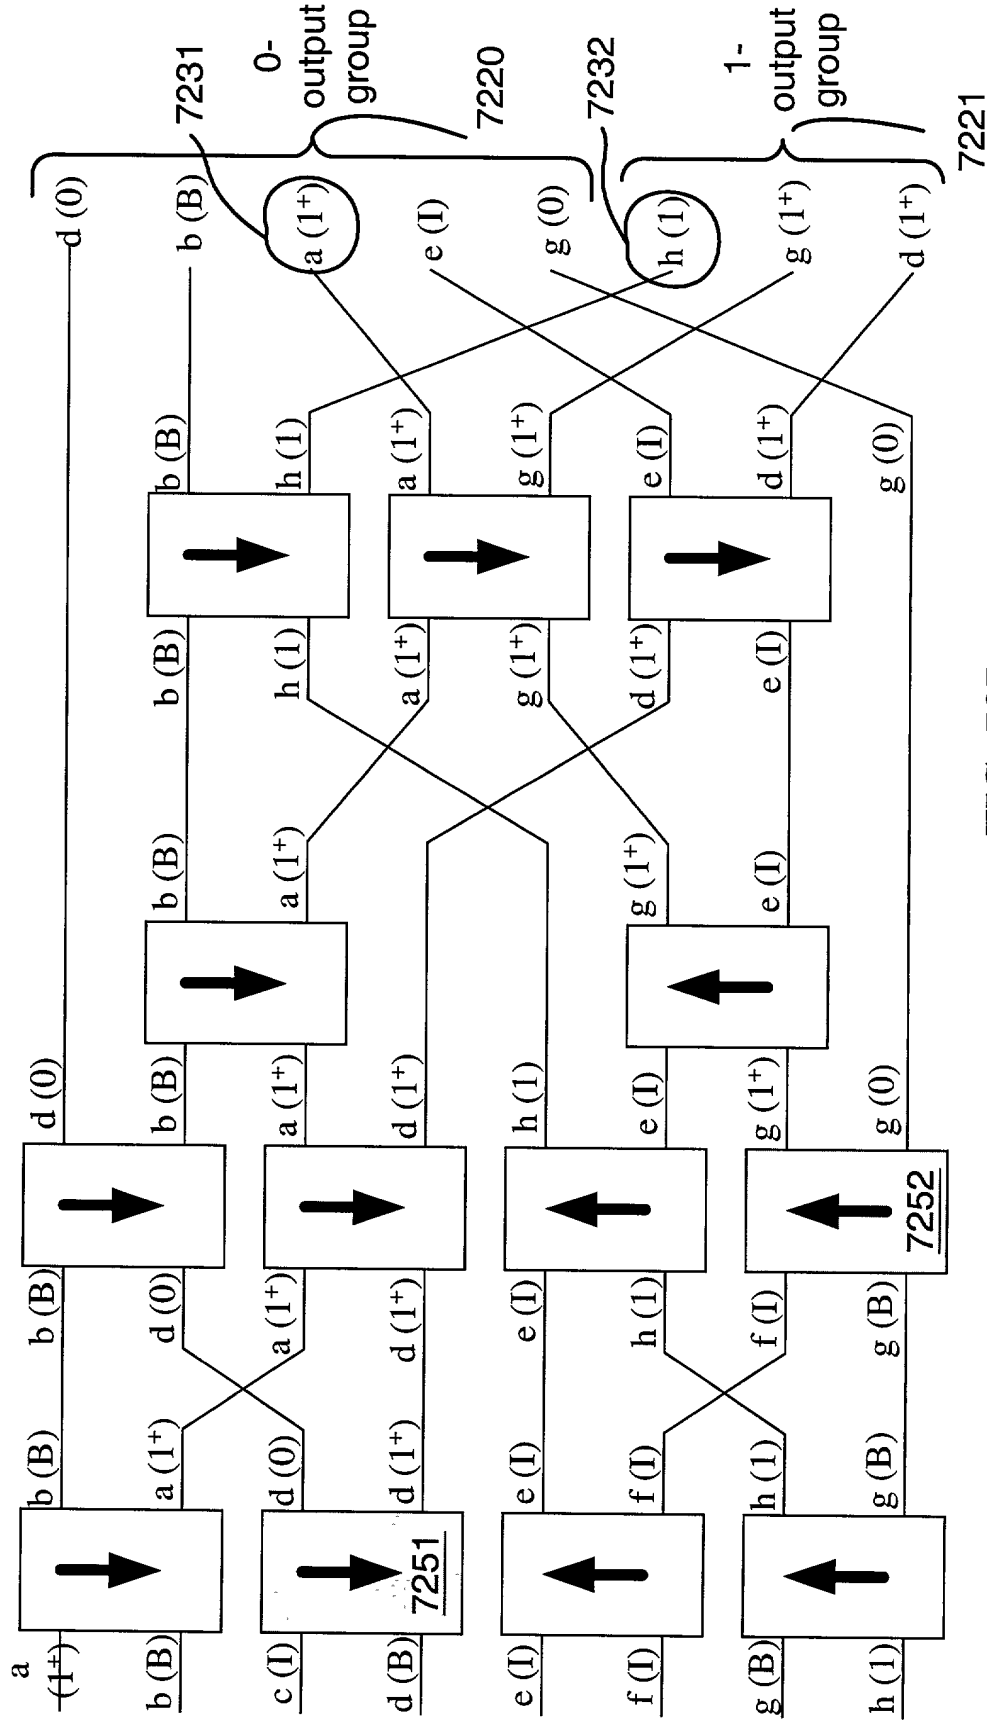 a
(1⁺)
b (B)
c (I)
d (B)
e (I)
f (I)
g (B)
h (1)
7251
b (B)
a (1⁺)
d (0)
d (1⁺)
e (I)
f (I)
h (1)
g (B)
b (B)
d (0)
a (1⁺)
d (1⁺)
e (I)
h (1)
f (I)
g (B)
7252
d (0)
b (B)
a (1⁺)
d (1⁺)
h (1)
e (I)
g (1⁺)
g (0)
b (B)
a (1⁺)
g (1⁺)
e (I)
b (B)
h (1)
a (1⁺)
g (1⁺)
d (1⁺)
e (I)
b (B)
h (1)
a (1⁺)
g (1⁺)
e (I)
d (1⁺)
g (0)
d (0)
b (B)
a (1⁺)
e (I)
g (0)
h (1)
g (1⁺)
d (1⁺)
7231
0-
output
group
7220
7232
1-
output
group
7221